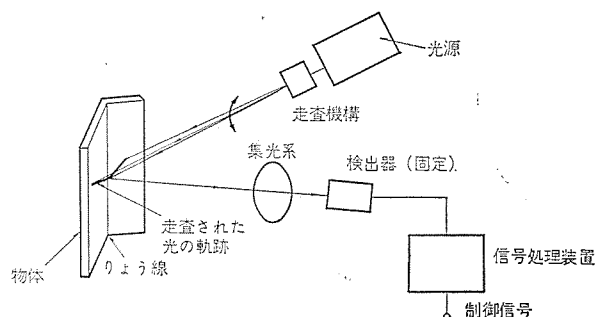 光源
走査機構
集光系
検出器(固定)
走査された
光の軌跡
りょう線
物体
信号処理装置
制御信号